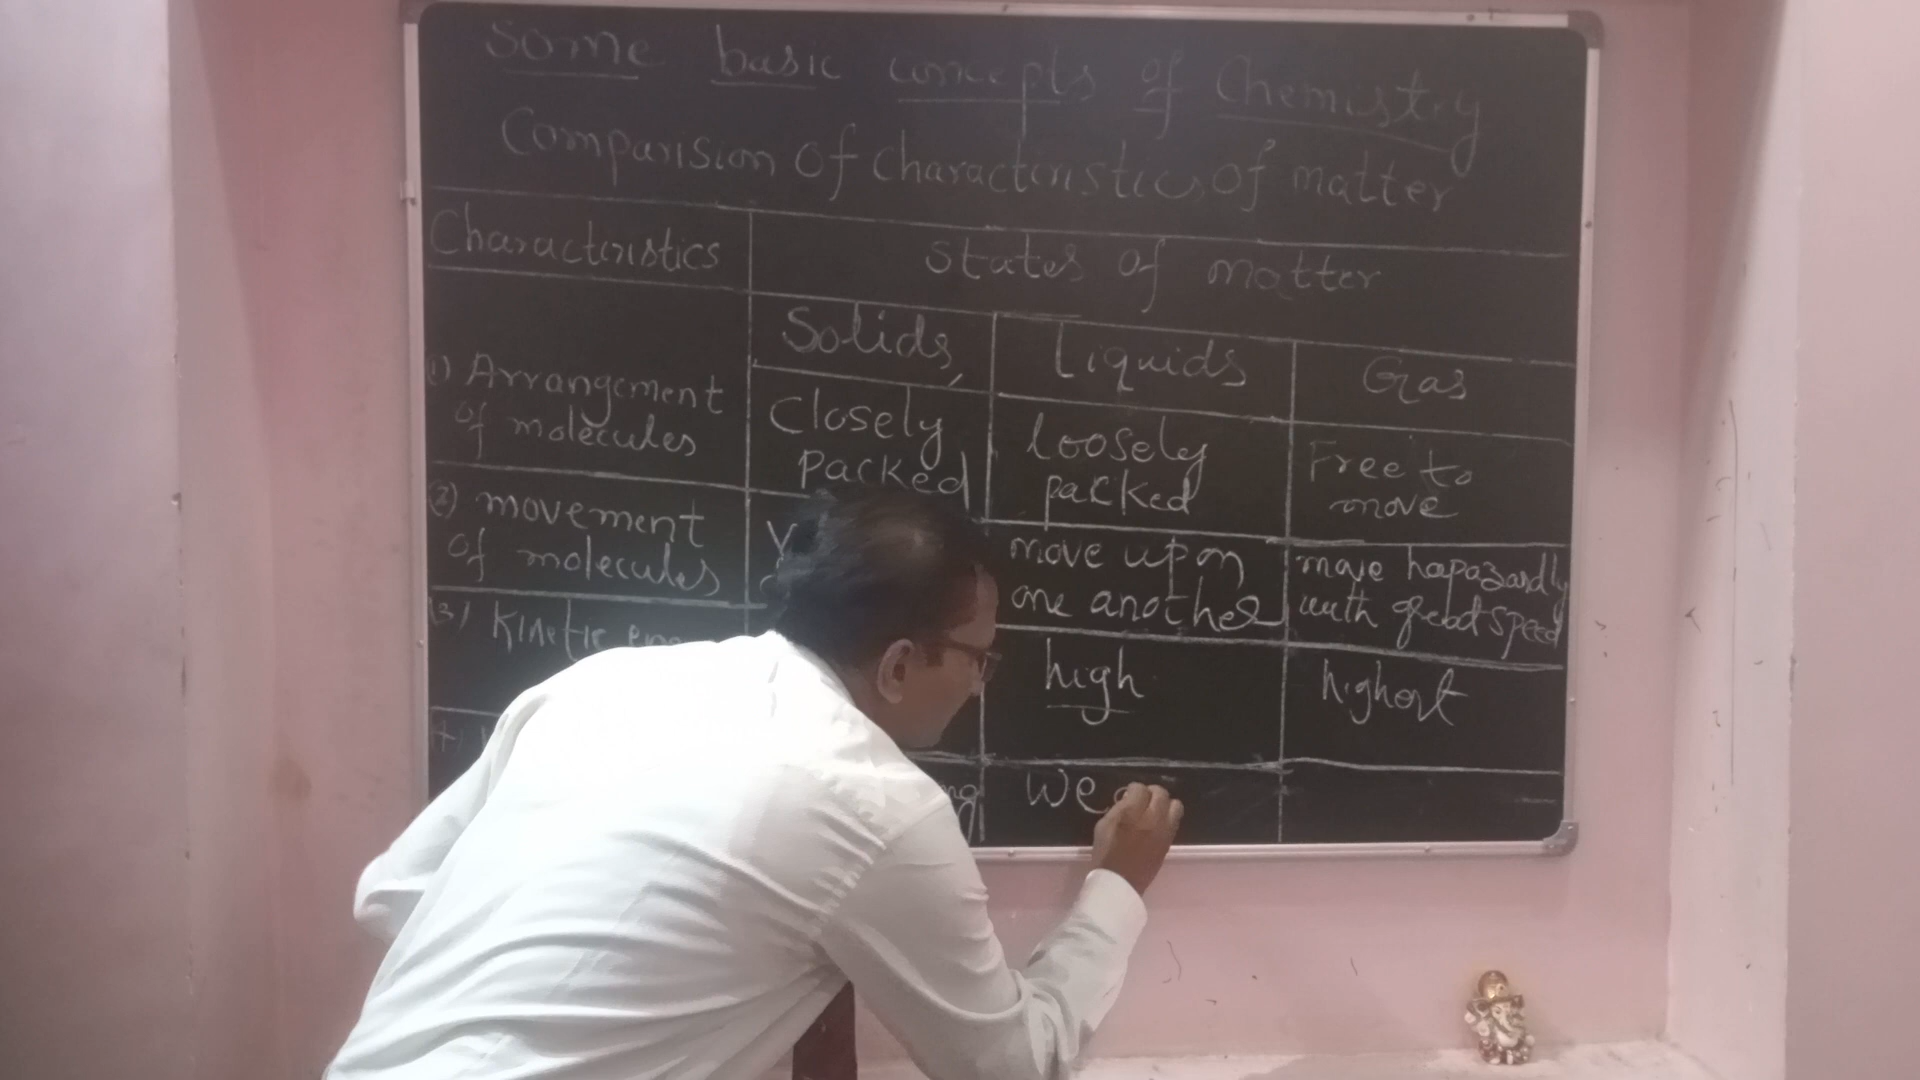 Some basic concepts of Chemistry
Comparision of characteristics of matter
Characteristics
States of matter
Solids, Liquids Gas
1) Arrangement
of molecules
Closely
packed
loosely
packed
Free to
move
2) movement
of molecules
move upon
one another
move hapazardly
with great speed
3) Kinetic
high
highest